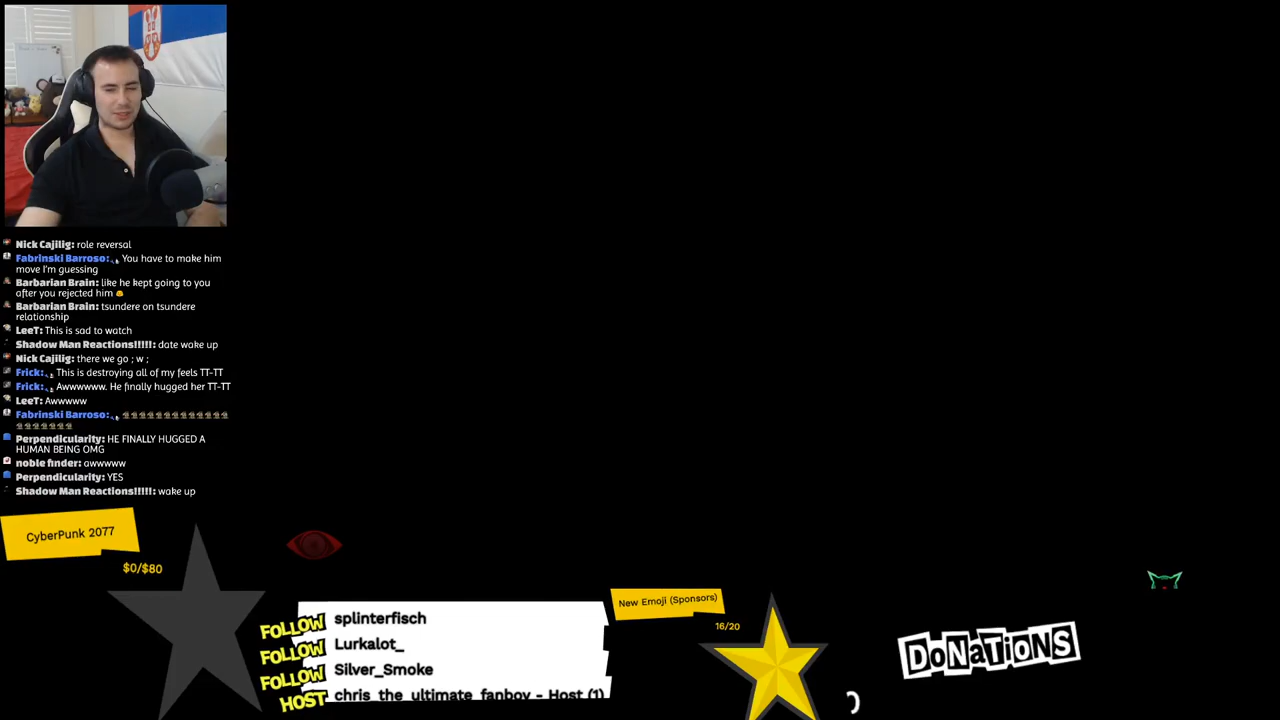 Nick Cajilig: role reversal
Fabrinski Barroso: You have to make him
move I'm guessing
Barbarian Brain: like he kept going to you
after you rejected him
Barbarian Brain: tsundere on tsundere
relationship
LeeT: This is sad to watch
Shadow Man Reactions!!!!!: date wake up
Nick Cajilig: there we go ; w ;
Frick: This is destroying all of my feels TT-TT
Frick: Awwwwww. He finally hugged her TT-TT
LeeT: Awwwww
Fabrinski Barroso:
Perpendicularity: HE FINALLY HUGGED A
HUMAN BEING OMG
noble finder: awwwww
Perpendicularity: YES
Shadow Man Reactions!!!!!: wake up
CyberPunk 2077
$0/$80
FOLLOW splinterfisch
FOLLOW Lurkalot_
FOLLOW Silver_Smoke
HOST chris_the_ultimate_fanboy - Host (1)
New Emoji (Sponsors)
16/20
DoNaTioNS